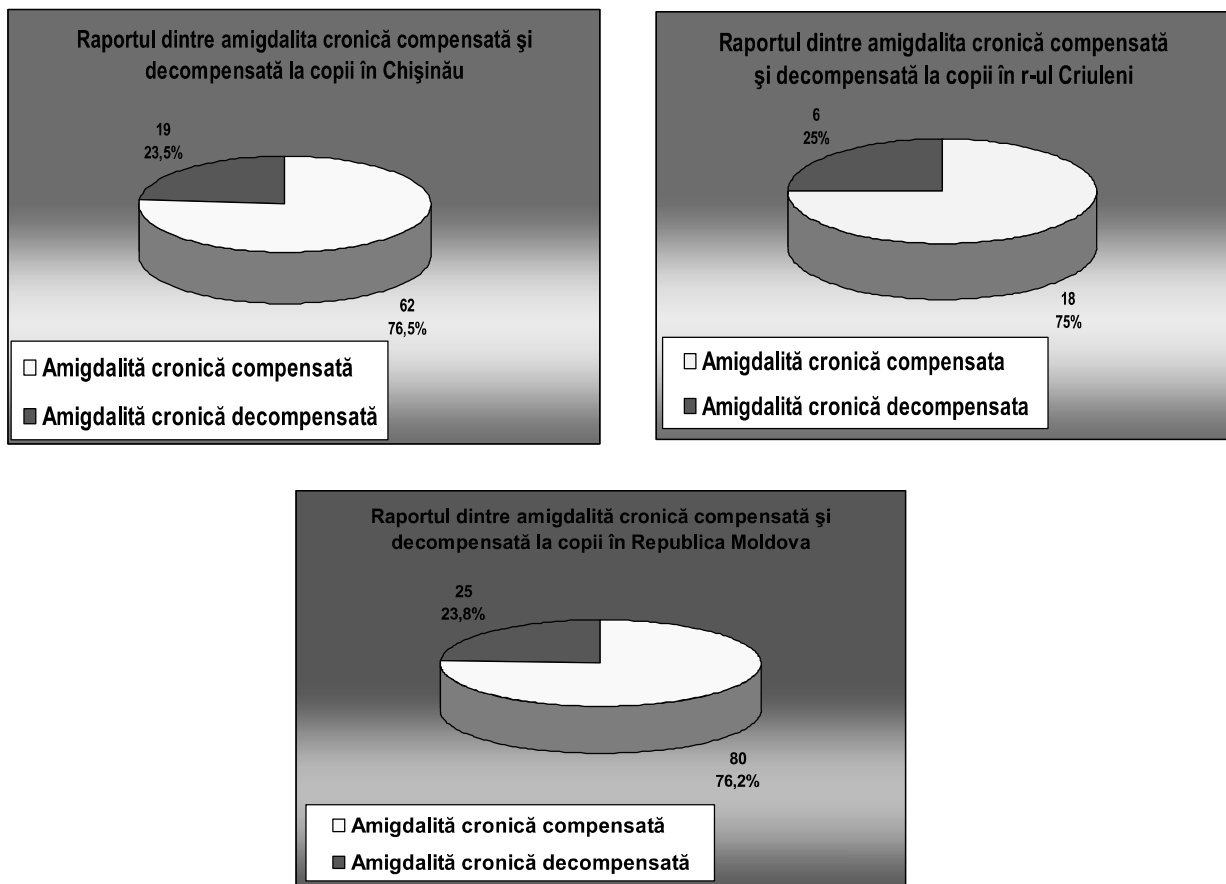 Raportul dintre amigdalita cronică compensată şi
decompensată la copii în Chişinău
19
23,5%
62
76,5%
Amigdalită cronică compensată
Amigdalită cronică decompensată
Raportul dintre amigdalita cronică compensată
şi decompensată la copii în r-ul Criuleni
6
25%
18
75%
Amigdalită cronică compensata
Amigdalită cronică decompensata
Raportul dintre amigdalită cronică compensată şi
decompensată la copii în Republica Moldova
25
23,8%
80
76,2%
Amigdalită cronică compensată
Amigdalită cronică decompensată